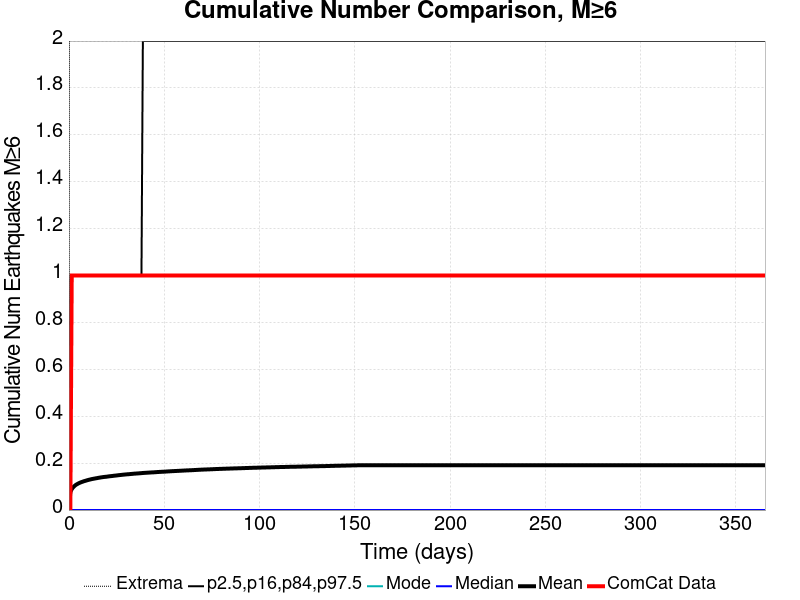 Cumulative Number Comparison, M≥6
Cumulative Num Earthquakes M≥6
2
1.8
1.6
1.4
1.2
1
0.8
0.6
0.4
0.2
0
0 50 100 150 200 250 300 350
Time (days)
Extrema p2.5,p16,p84,p97.5 Mode Median Mean ComCat Data